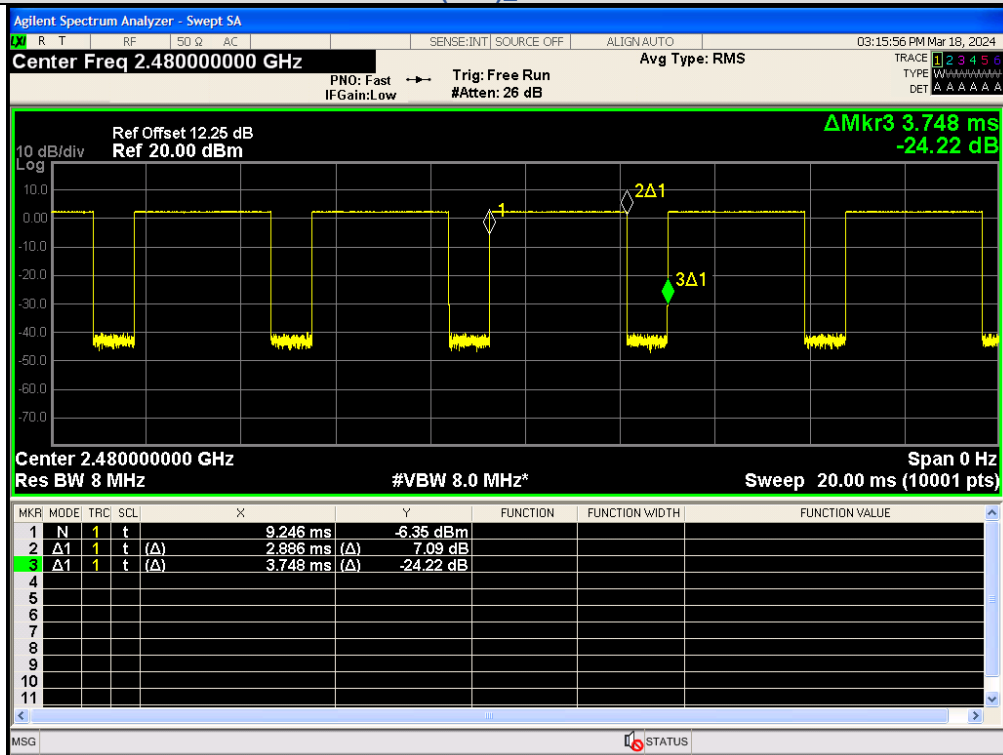 Agilent Spectrum Analyzer - Swept SA
LXI R T RF 50 Ω AC SENSE:INT SOURCE OFF ALIGN AUTO 03:15:56 PM Mar 18, 2024
Center Freq 2.480000000 GHz Avg Type: RMS TRACE 1 2 3 4 5 6
PNO: Fast Trig: Free Run TYPE WWWWWW
IFGain:Low #Atten: 26 dB DET A A A A A A
ΔMkr3 3.748 ms
Ref Offset 12.25 dB
10 dB/div Ref 20.00 dBm -24.22 dB
Log
10.0
2Δ1
1
0.00
-10.0
-20.0
3Δ1
-30.0
-40.0
-50.0
-60.0
-70.0
Center 2.480000000 GHz Span 0 Hz
Res BW 8 MHz #VBW 8.0 MHz* Sweep 20.00 ms (10001 pts)
MKR MODE TRC SCL X Y FUNCTION FUNCTION WIDTH FUNCTION VALUE
1 N 1 t 9.246 ms -6.35 dBm
2 Δ1 1 t (Δ) 2.886 ms (Δ) 7.09 dB
3 Δ1 1 t (Δ) 3.748 ms (Δ) -24.22 dB
4
5
6
7
8
9
10
11
MSG STATUS